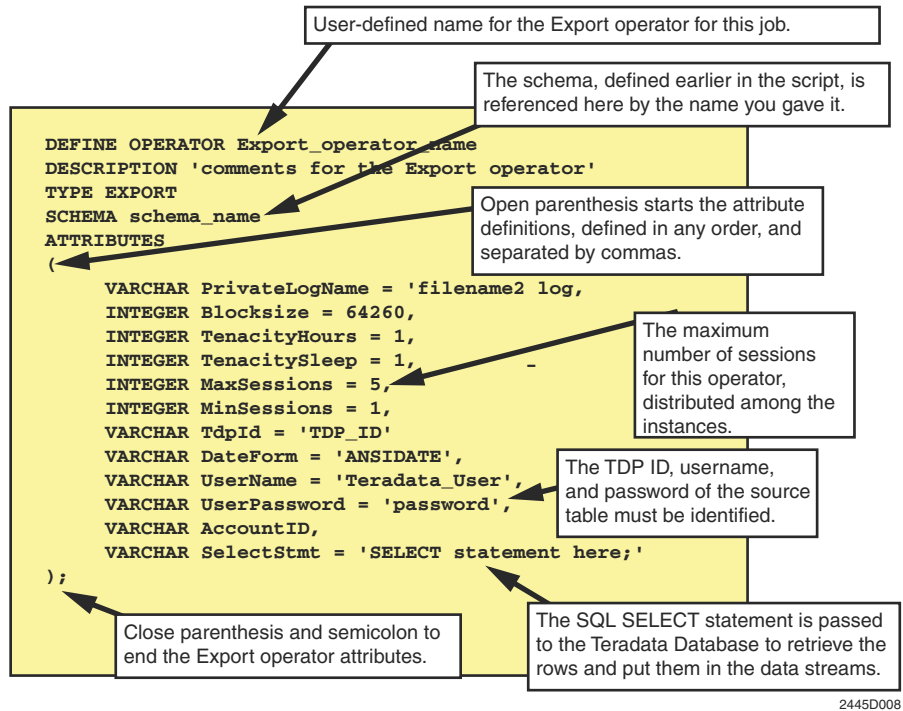 User-defined name for the Export operator for this job.
The schema, defined earlier in the script, is
referenced here by the name you gave it.
DEFINE OPERATOR Export_operator_name
DESCRIPTION 'comments for the Export operator'
TYPE EXPORT
SCHEMA schema_name
ATTRIBUTES
(
Open parenthesis starts the attribute
definitions, defined in any order, and
separated by commas.
VARCHAR PrivateLogName = 'filename2 log,
INTEGER Blocksize = 64260,
INTEGER TenacityHours = 1,
INTEGER TenacitySleep = 1,
INTEGER MaxSessions = 5,
INTEGER MinSessions = 1,
VARCHAR TdpId = 'TDP_ID'
VARCHAR DateForm = 'ANSIDATE',
VARCHAR UserName = 'Teradata_User',
VARCHAR UserPassword = 'password',
VARCHAR AccountID,
VARCHAR SelectStmt = 'SELECT statement here;'
);
The maximum
number of sessions
for this operator,
distributed among the
instances.
The TDP ID, username,
and password of the source
table must be identified.
Close parenthesis and semicolon to
end the Export operator attributes.
The SQL SELECT statement is passed
to the Teradata Database to retrieve the
rows and put them in the data streams.
2445D008